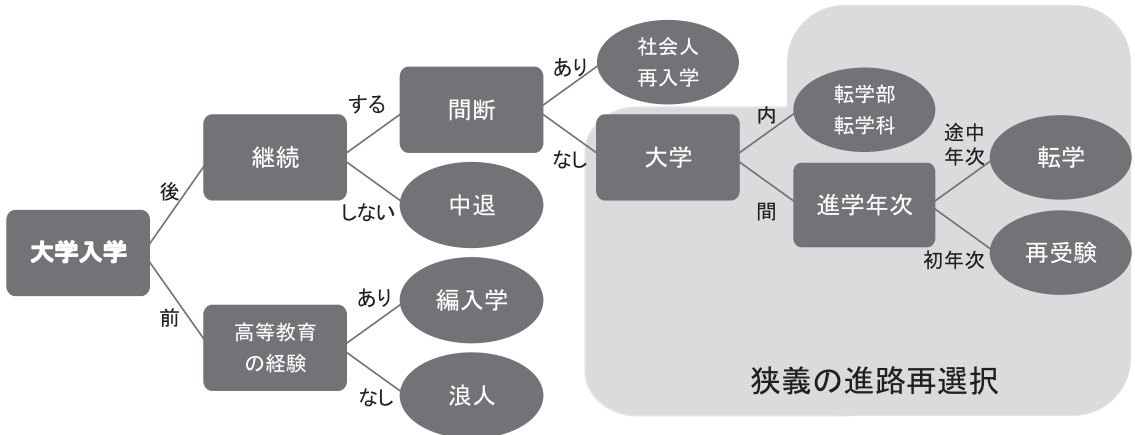 大学入学
後
前
継続
する
しない
間断
あり
なし
社会人
再入学
中退
高等教育
の経験
あり
なし
編入学
浪人
大学
内
間
転学部
転学科
進学年次
途中
年次
初年次
転学
再受験
狭義の進路再選択